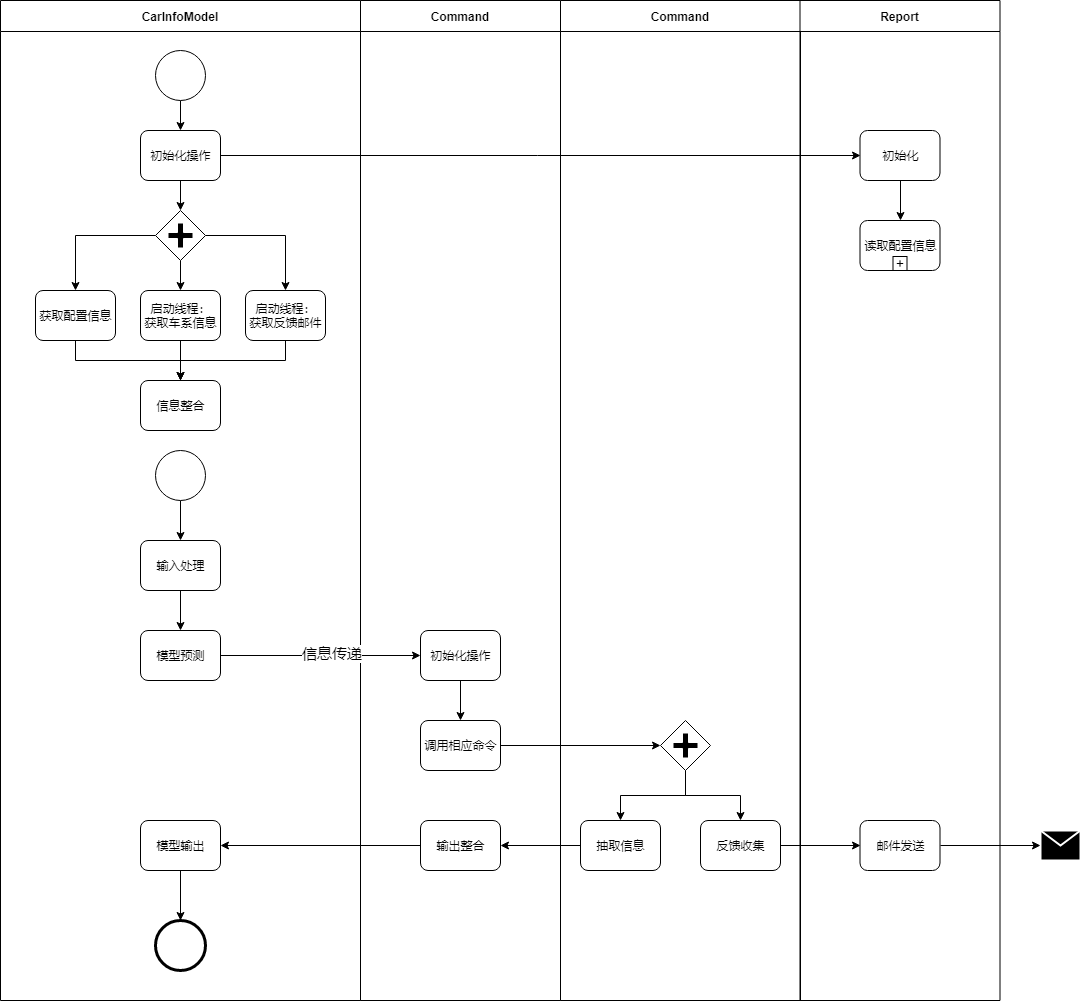 CarInfoModel
Command
Command
Report
初始化操作
初始化
读取配置信息
获取配置信息
启动线程：
获取车系信息
启动线程：
获取反馈邮件
信息整合
输入处理
模型预测
信息传递
初始化操作
调用相应命令
模型输出
输出整合
抽取信息
反馈收集
邮件发送